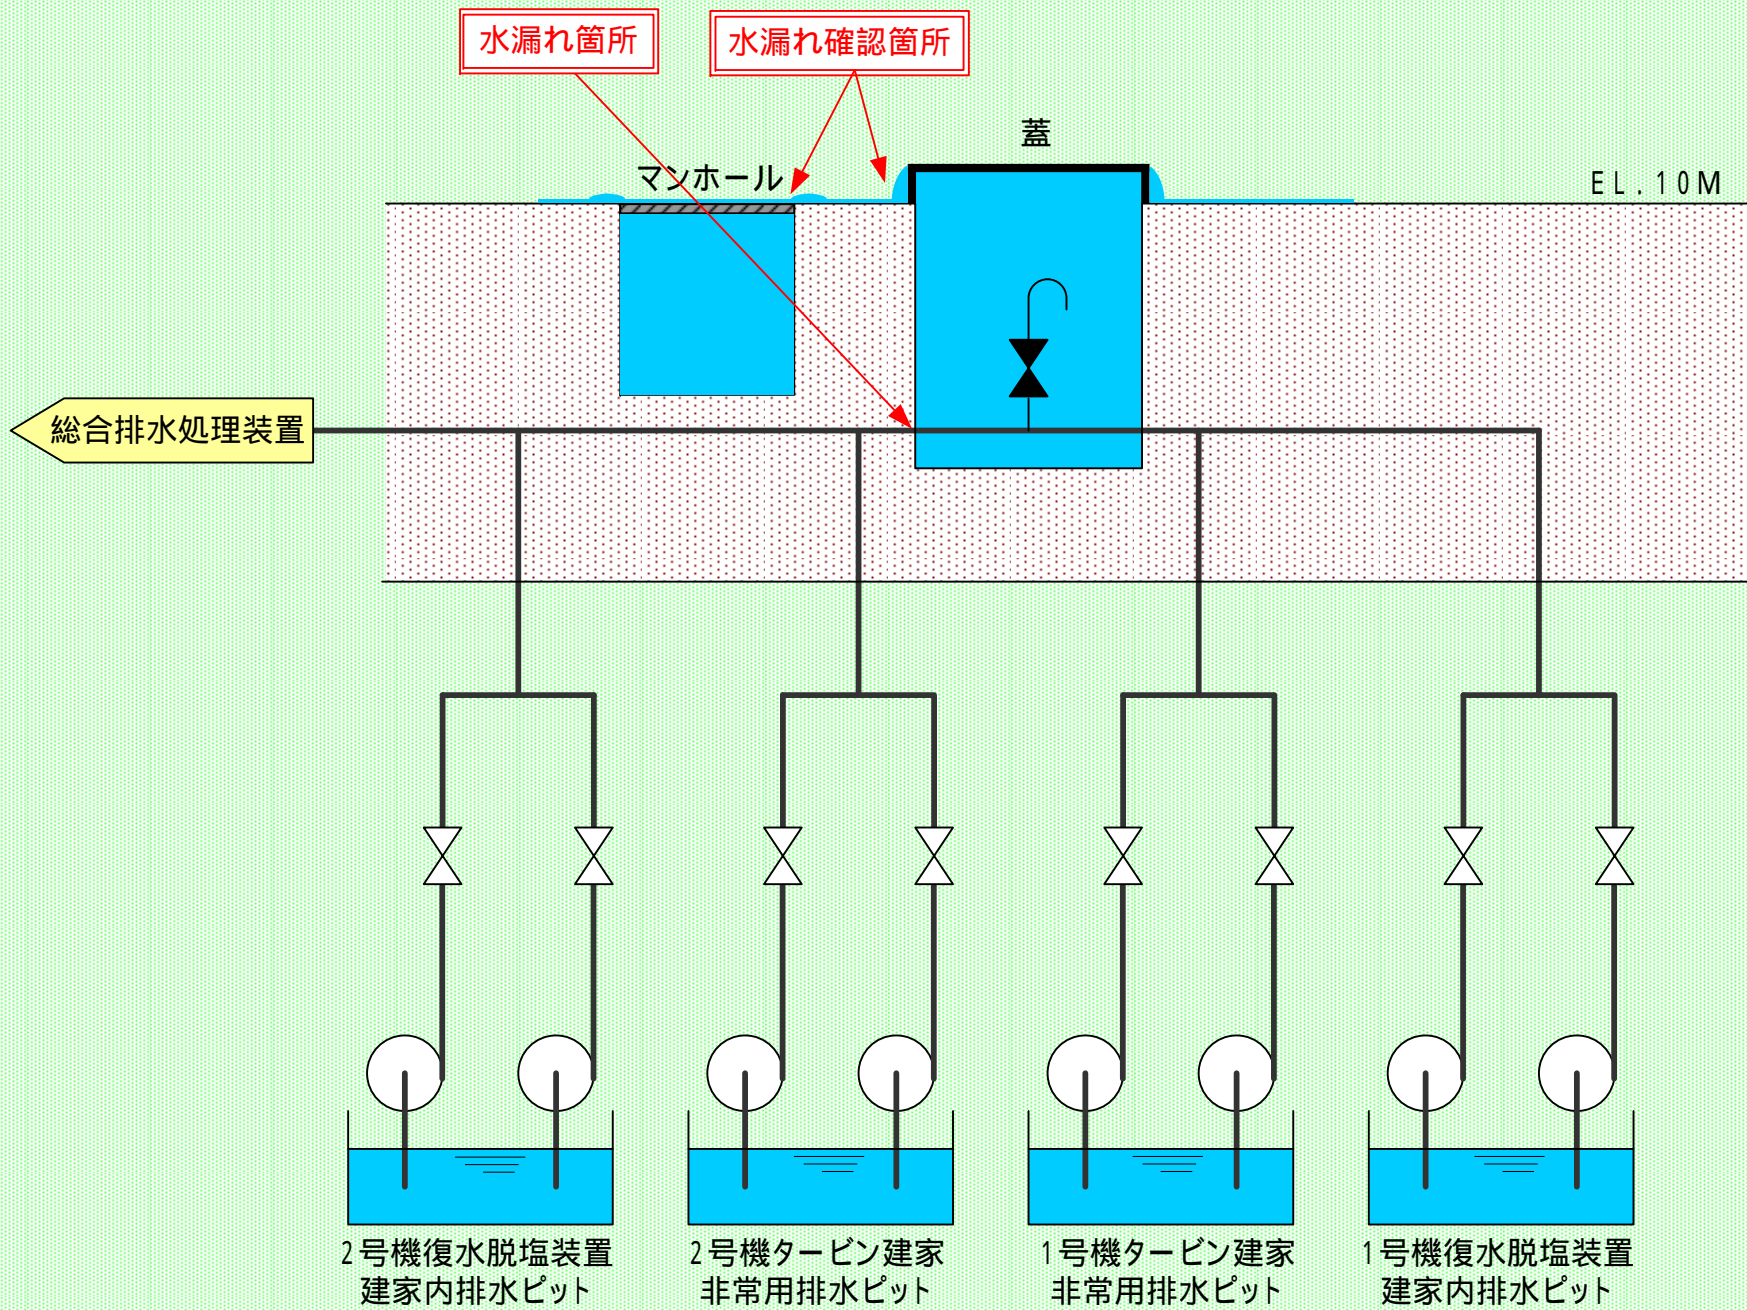 水漏れ箇所
水漏れ確認箇所
蓋
マンホール
EL.10M
総合排水処理装置
2号機復水脱塩装置
建家内排水ピット
2号機タービン建家
非常用排水ピット
1号機タービン建家
非常用排水ピット
1号機復水脱塩装置
建家内排水ピット